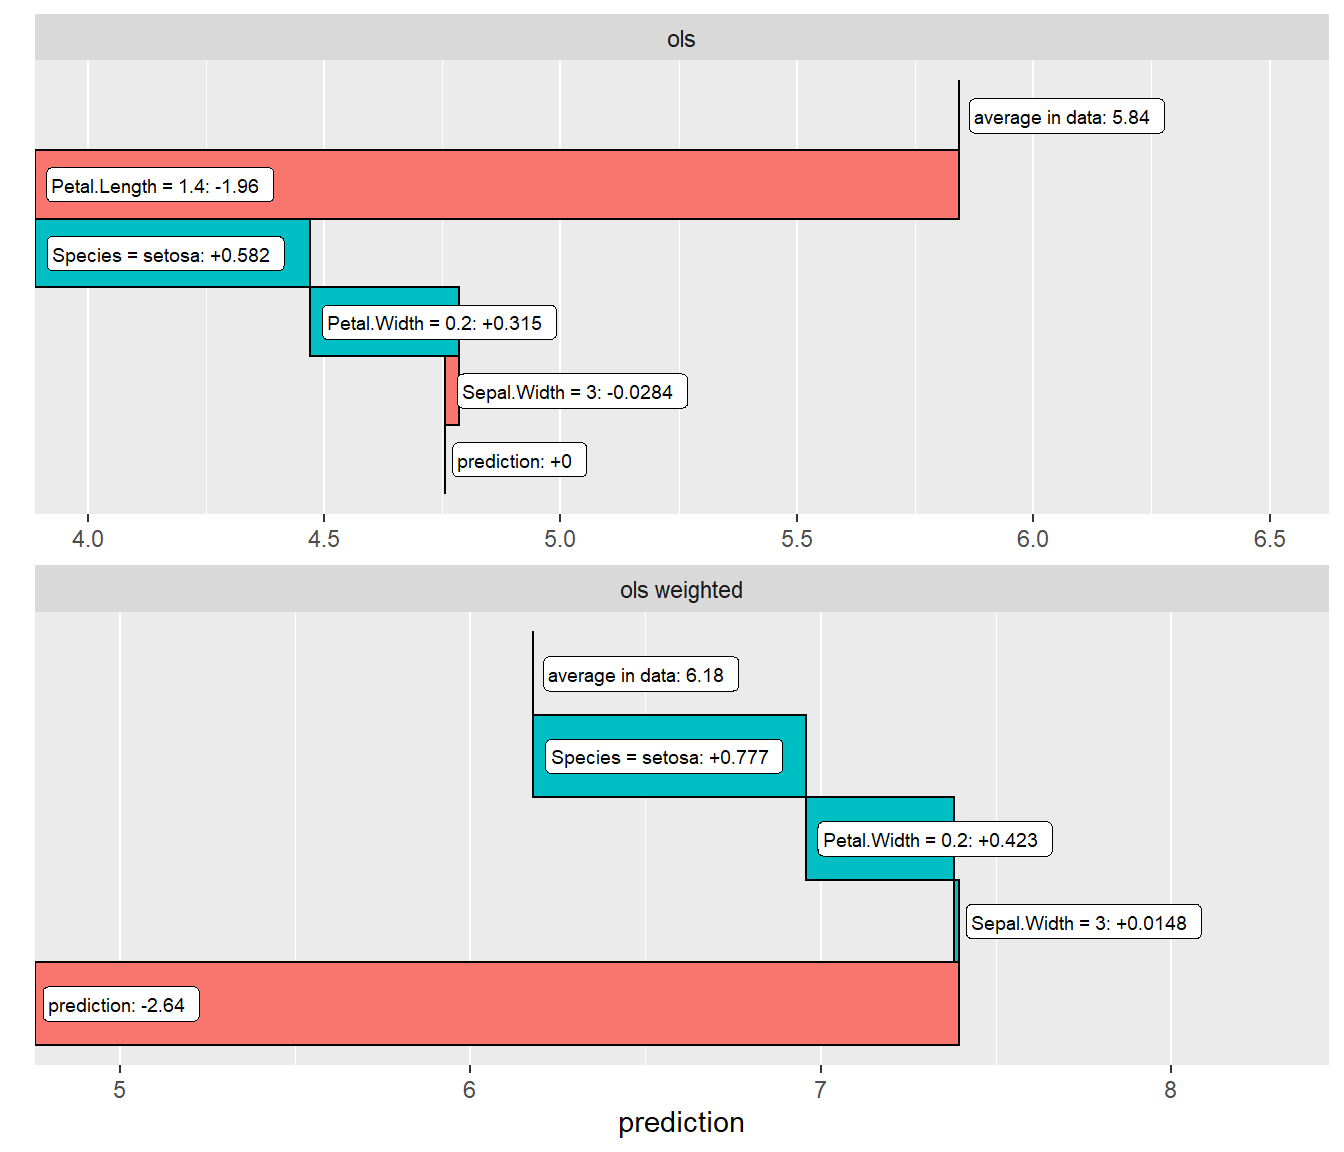 ols
average in data: 5.84
Petal.Length = 1.4: -1.96
Species = setosa: +0.582
Petal.Width = 0.2: +0.315
Sepal.Width = 3: -0.0284
prediction: +0
4.0 4.5 5.0 5.5 6.0 6.5
ols weighted
average in data: 6.18
Species = setosa: +0.777
Petal.Width = 0.2: +0.423
Sepal.Width = 3: +0.0148
prediction: -2.64
5 6 7 8
prediction